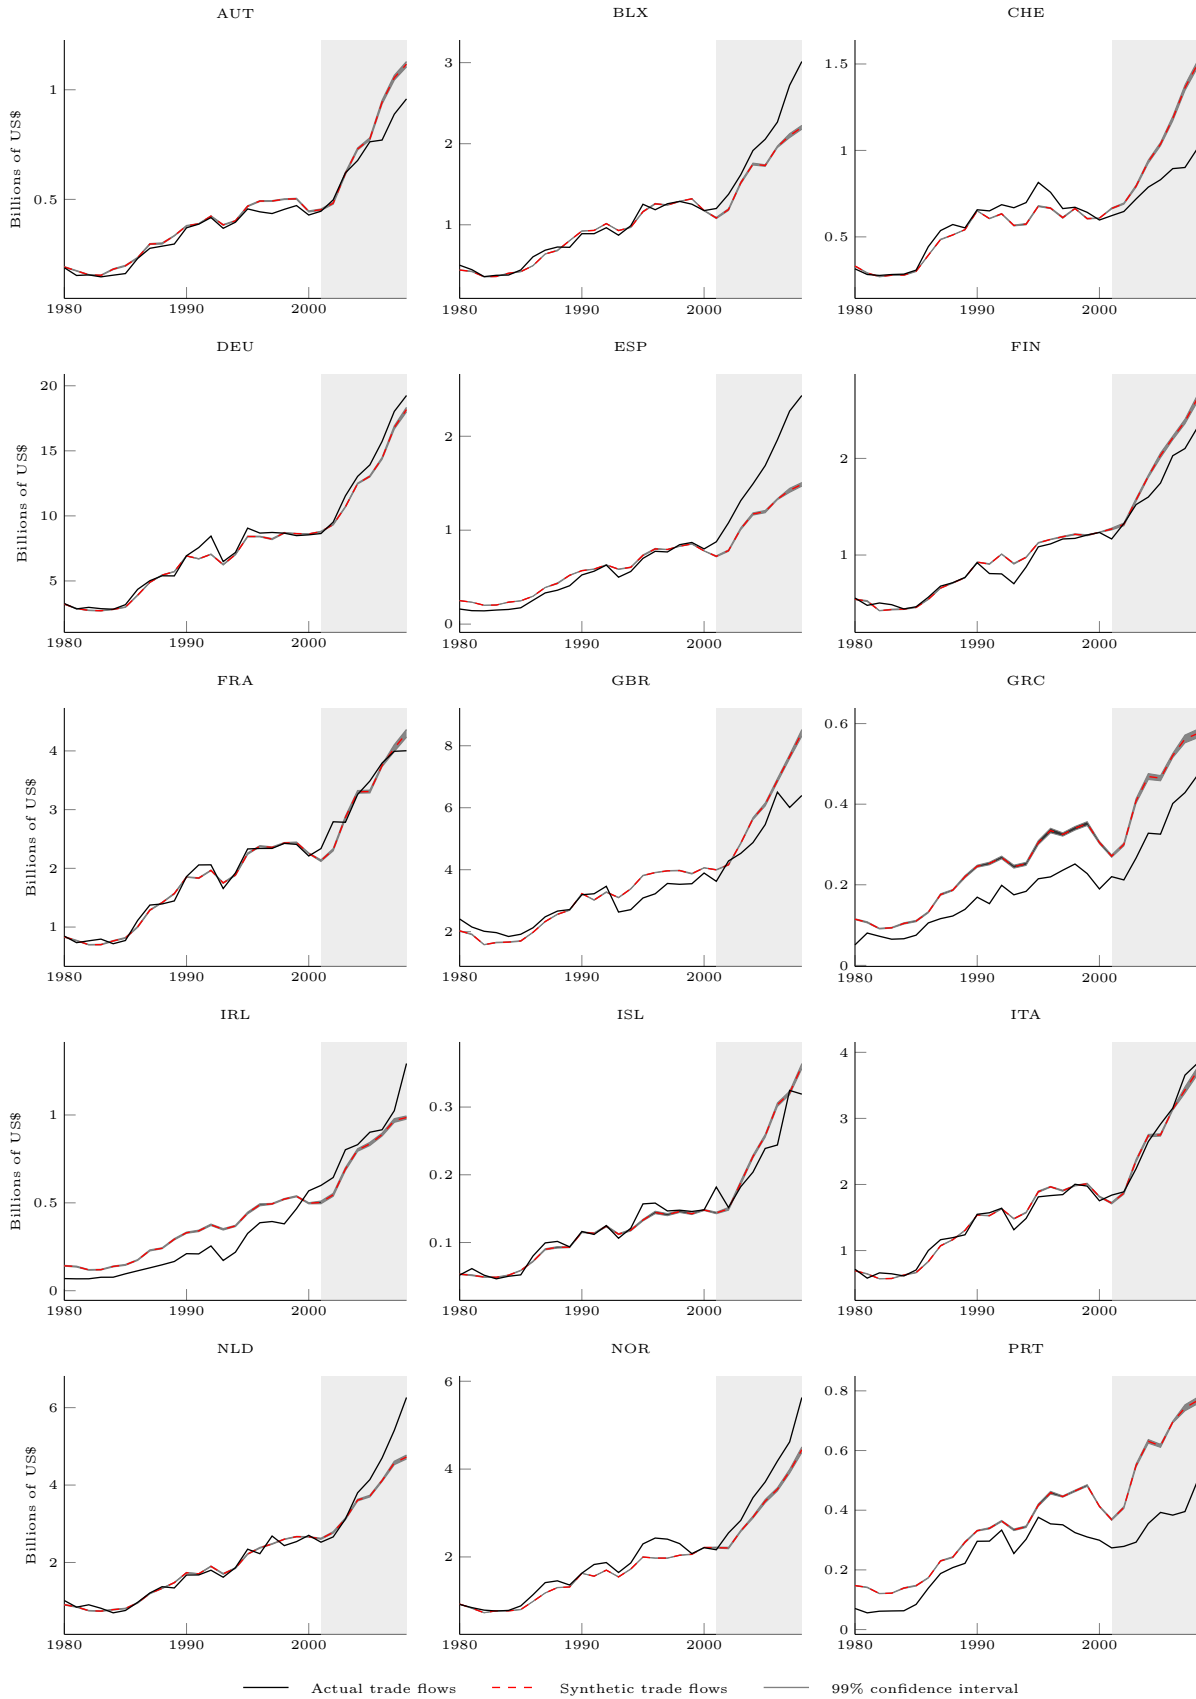 AUT BLX CHE
Billions of US$
1
0.5
1980 1990 2000
3
2
1
1980 1990 2000
1.5
1
0.5
1980 1990 2000
DEU ESP FIN
Billions of US$
20
15
10
5
1980 1990 2000
2
1
0
1980 1990 2000
2
1
1980 1990 2000
FRA GBR GRC
Billions of US$
4
3
2
1
1980 1990 2000
8
6
4
2
1980 1990 2000
0.6
0.4
0.2
0
1980 1990 2000
IRL ISL ITA
Billions of US$
1
0.5
0
1980 1990 2000
0.3
0.2
0.1
1980 1990 2000
4
3
2
1
1980 1990 2000
NLD NOR PRT
Billions of US$
6
4
2
1980 1990 2000
6
4
2
1980 1990 2000
0.8
0.6
0.4
0.2
0
1980 1990 2000
Actual trade flows Synthetic trade flows 99% confidence interval